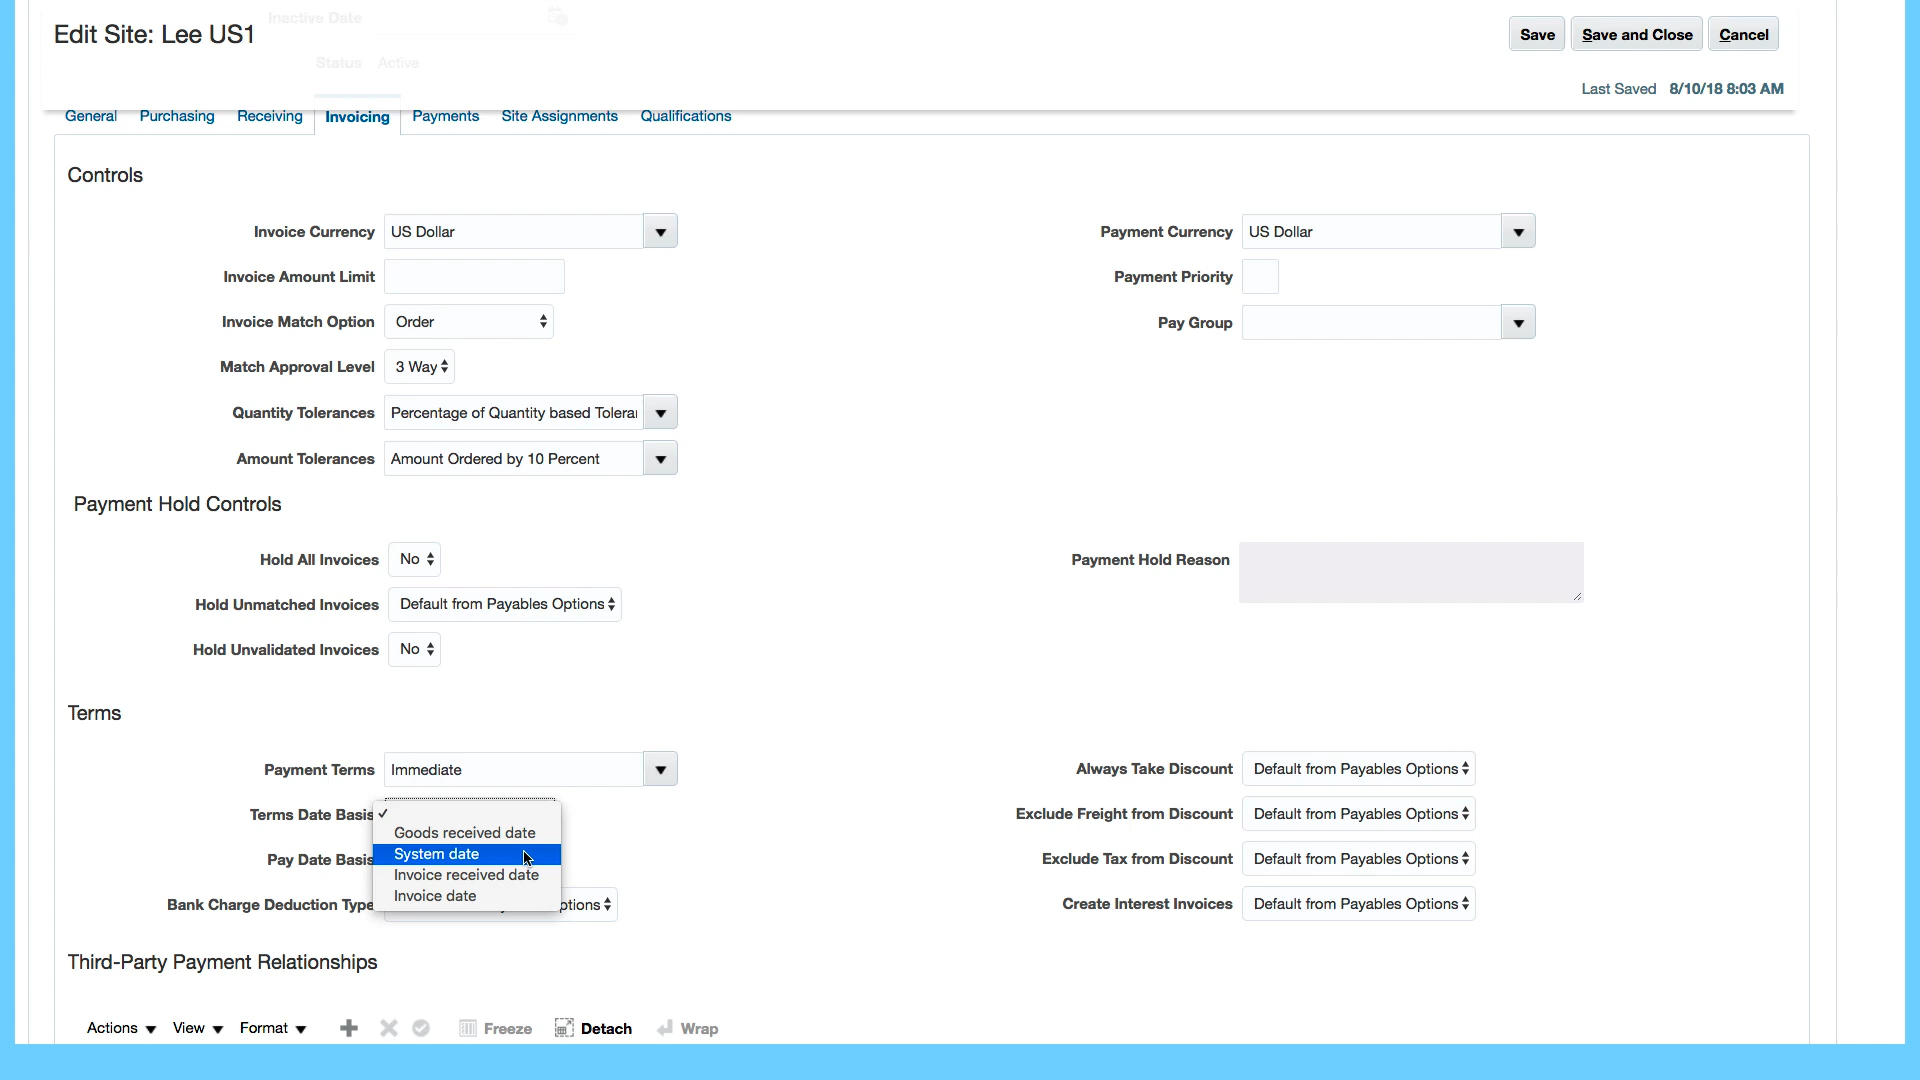 Inactive Date
Edit Site: Lee US1
Save
Save and Close
Cancel
Status Active
Last Saved 8/10/18 8:03 AM
General Purchasing Receiving Invoicing Payments Site Assignments Qualifications
Controls
Invoice Currency US Dollar
Payment Currency US Dollar
Invoice Amount Limit
Payment Priority
Invoice Match Option Order
Pay Group
Match Approval Level 3 Way
Quantity Tolerances Percentage of Quantity based Tolera
Amount Tolerances Amount Ordered by 10 Percent
Payment Hold Controls
Hold All Invoices No
Payment Hold Reason
Hold Unmatched Invoices Default from Payables Options
Hold Unvalidated Invoices No
Terms
Payment Terms Immediate
Always Take Discount Default from Payables Options
Terms Date Basis
Exclude Freight from Discount Default from Payables Options
Goods received date
System date
Pay Date Basis
Exclude Tax from Discount Default from Payables Options
Invoice received date
Invoice date
Bank Charge Deduction Type ptions
Create Interest Invoices Default from Payables Options
Third-Party Payment Relationships
Actions View Format Freeze Detach Wrap